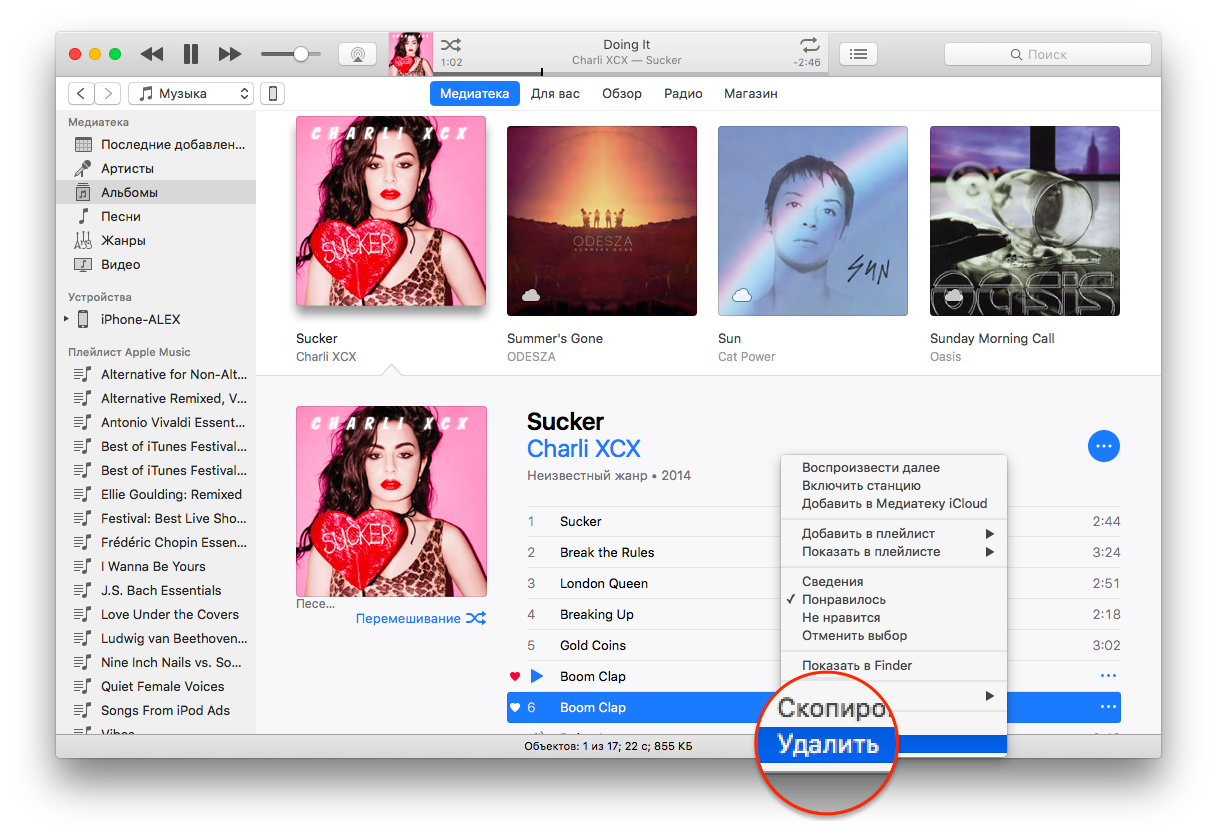 Doing It
1:02
Charli XCX — Sucker
-2:46
Поиск
Музыка
Медиатека
Для вас
Обзор
Радио
Магазин
Медиатека
Последние добавлен...
Артисты
Альбомы
Песни
Жанры
Видео
Устройства
iPhone-ALEX
Плейлист Apple Music
Alternative for Non-Alt...
Alternative Remixed, V...
Antonio Vivaldi Essent...
Best of iTunes Festival...
Best of iTunes Festival...
Ellie Goulding: Remixed
Festival: Best Live Sho...
Frédéric Chopin Essen...
I Wanna Be Yours
J.S. Bach Essentials
Love Under the Covers
Ludwig van Beethoven...
Nine Inch Nails vs. So...
Quiet Female Voices
Songs From iPod Ads
Vibes
CHARLI XCX
SUCKER
Sucker
Charli XCX
ODESZA
SUMMER'S GONE
Summer's Gone
ODESZA
SUN
Sun
Cat Power
oasis
Sunday Morning Call
Oasis
CHARLI XCX
SUCKER
Песе...
Перемешивание
Sucker
Charli XCX
Неизвестный жанр • 2014
1 Sucker 2:44
2 Break the Rules 3:24
3 London Queen 2:51
4 Breaking Up 2:18
5 Gold Coins 3:02
Boom Clap
6 Boom Clap
Воспроизвести далее
Включить станцию
Добавить в Медиатеку iCloud
Добавить в плейлист
Показать в плейлисте
Сведения
Понравилось
Не нравится
Отменить выбор
Показать в Finder
Скопиро
Удалить
Объектов: 1 из 17; 22 с; 855 КБ